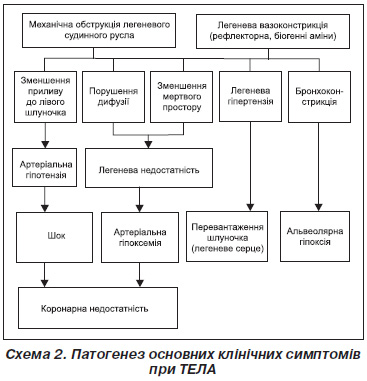 Механічна обструкція легеневого
судинного русла
Легенева вазоконстрикція
(рефлекторна, біогенні аміни)
Зменшення
приливу
до лівого
шлуночка
Порушення
дифузії
Зменшення
мертвого
простору
Легенева
гіпертензія
Бронхокон-
стрикція
Артеріальна
гіпотензія
Легенева недостатність
Шок
Артеріальна
гіпоксемія
Перевантаження
шлуночка
(легеневе серце)
Альвеолярна
гіпоксія
Коронарна недостатність
Схема 2. Патогенез основних клінічних симптомів
при ТЕЛА